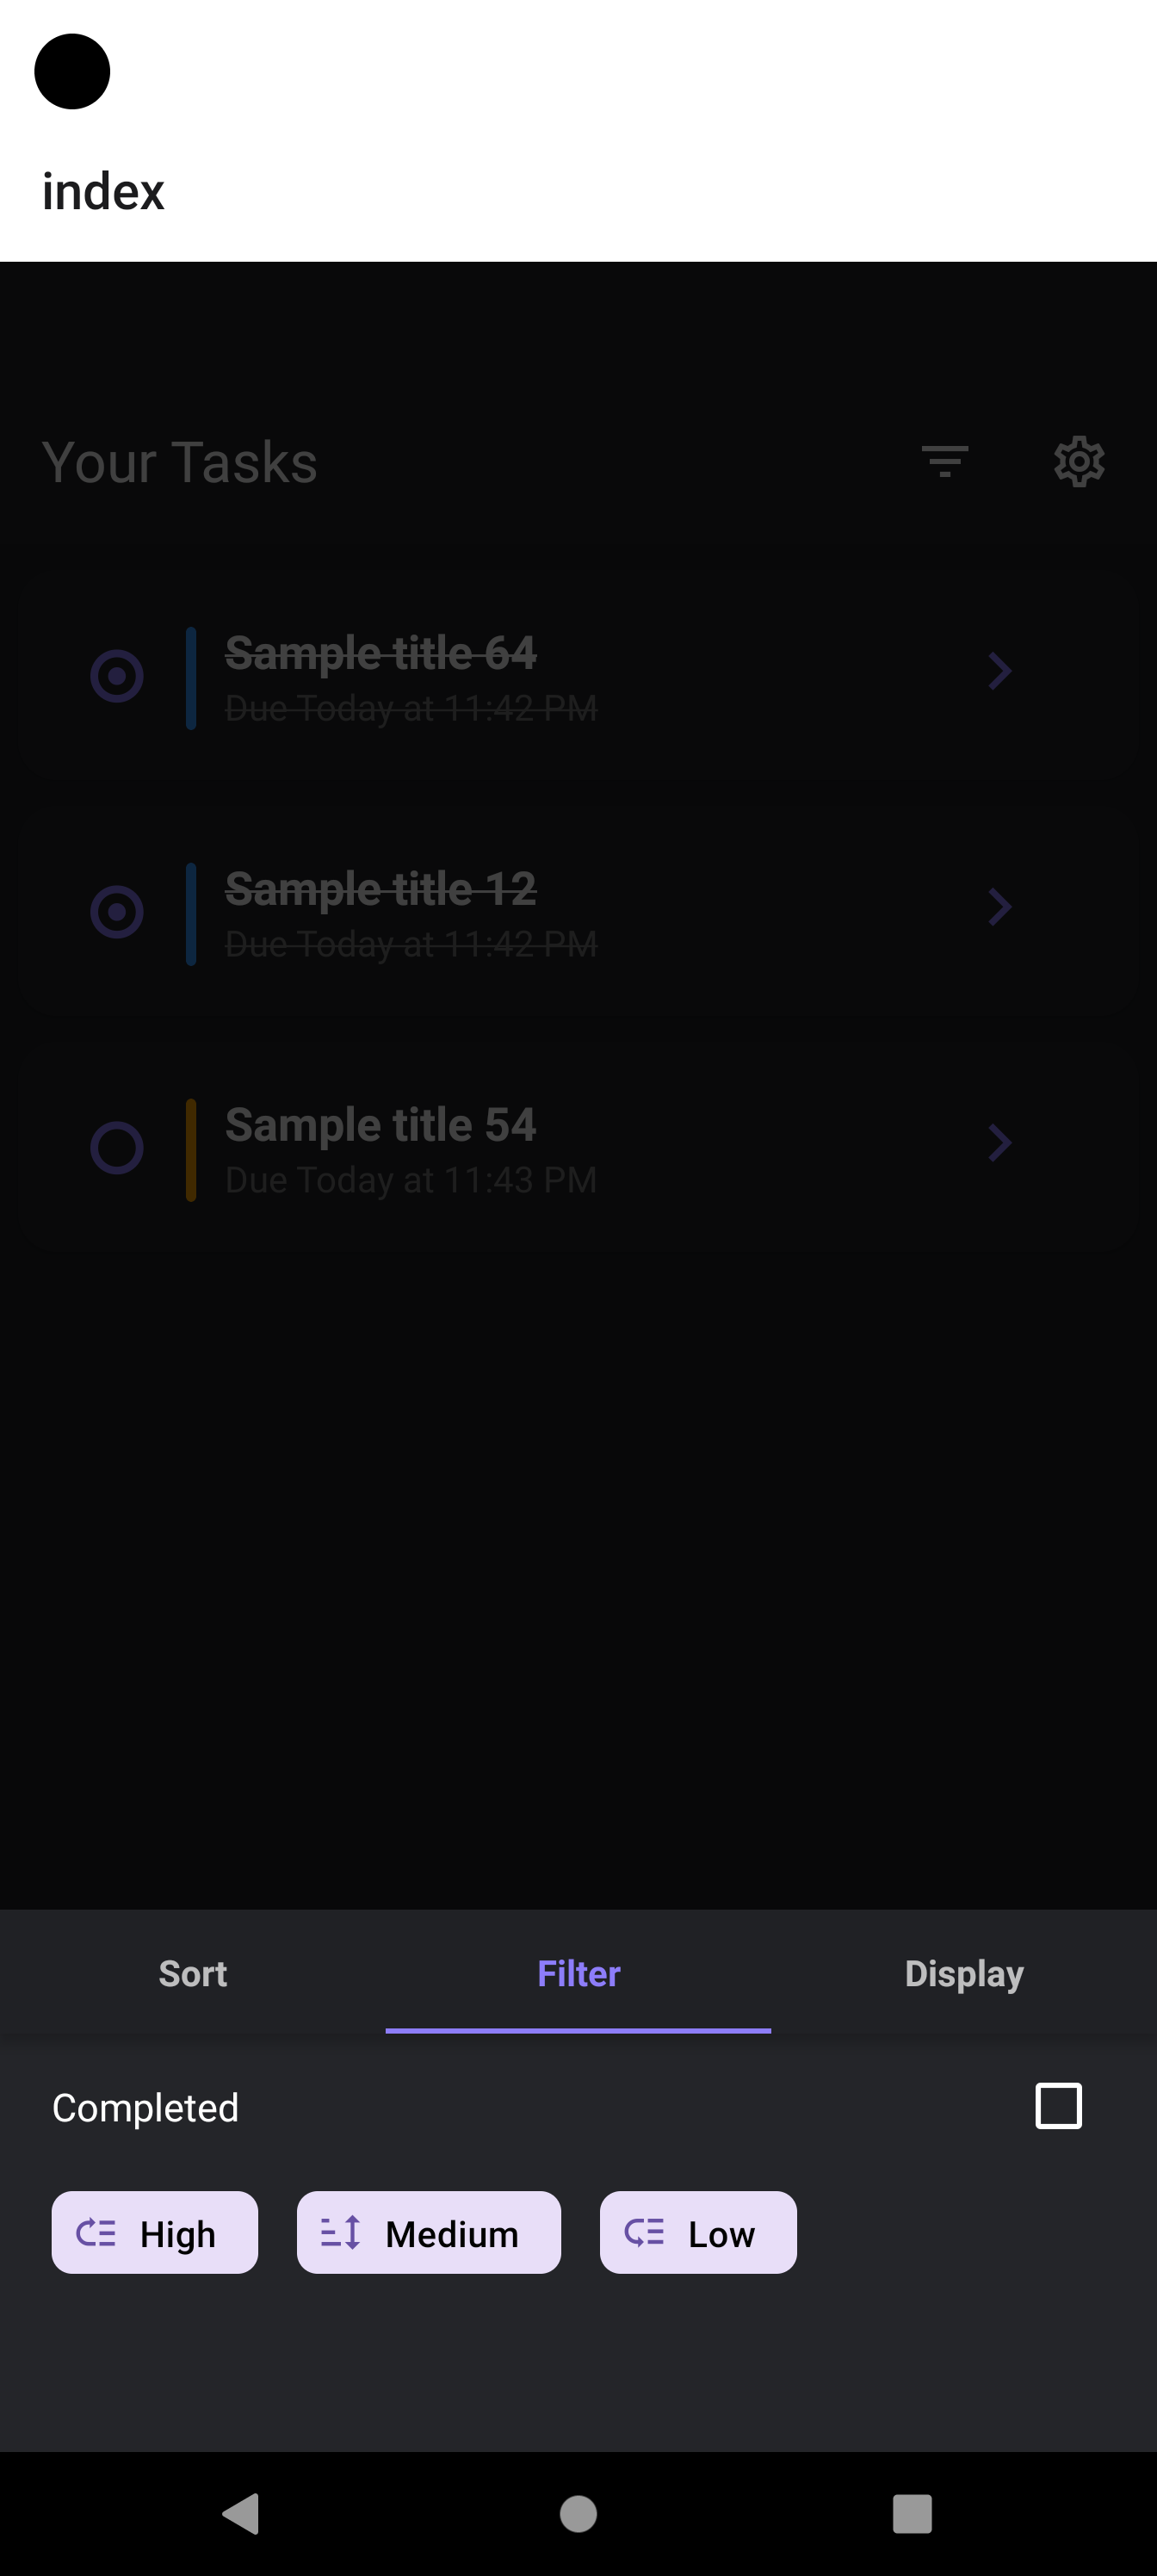 index
Your Tasks
Sample title 64
Due Today at 11:42 PM
Sample title 12
Due Today at 11:42 PM
Sample title 54
Due Today at 11:43 PM
Sort Filter Display
Completed
High Medium Low